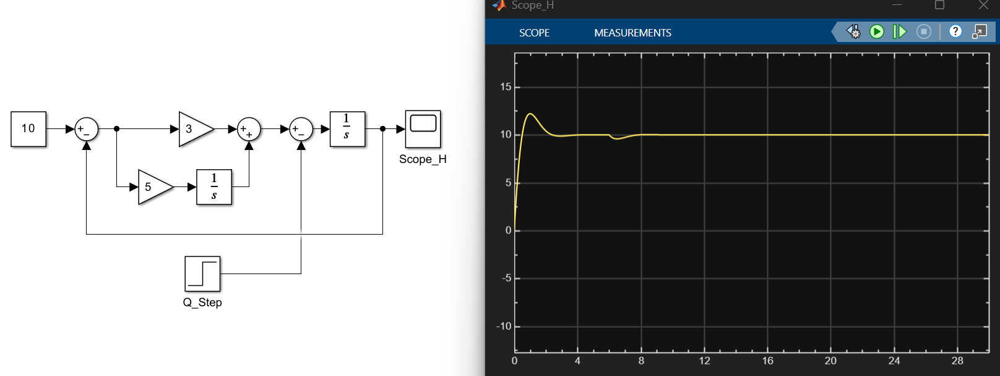 10
+
−
3
+
+
+
−
1
s
Scope_H
5
1
s
Q_Step
Scope_H
SCOPE
MEASUREMENTS
?
15
10
5
0
-5
-10
0 4 8 12 16 20 24 28